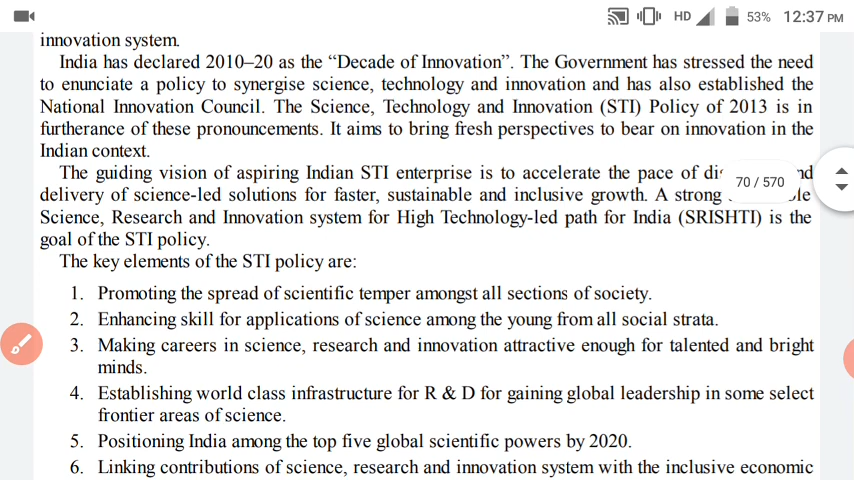 HD 53% 12:37 PM
innovation system.
India has declared 2010–20 as the “Decade of Innovation”. The Government has stressed the need
to enunciate a policy to synergise science, technology and innovation and has also established the
National Innovation Council. The Science, Technology and Innovation (STI) Policy of 2013 is in
furtherance of these pronouncements. It aims to bring fresh perspectives to bear on innovation in the
Indian context.
The guiding vision of aspiring Indian STI enterprise is to accelerate the pace of
70 / 570
delivery of science-led solutions for faster, sustainable and inclusive growth. A strong
Science, Research and Innovation system for High Technology-led path for India (SRISHTI) is the
goal of the STI policy.
The key elements of the STI policy are:
1. Promoting the spread of scientific temper amongst all sections of society.
2. Enhancing skill for applications of science among the young from all social strata.
3. Making careers in science, research and innovation attractive enough for talented and bright
minds.
4. Establishing world class infrastructure for R & D for gaining global leadership in some select
frontier areas of science.
5. Positioning India among the top five global scientific powers by 2020.
6. Linking contributions of science, research and innovation system with the inclusive economic